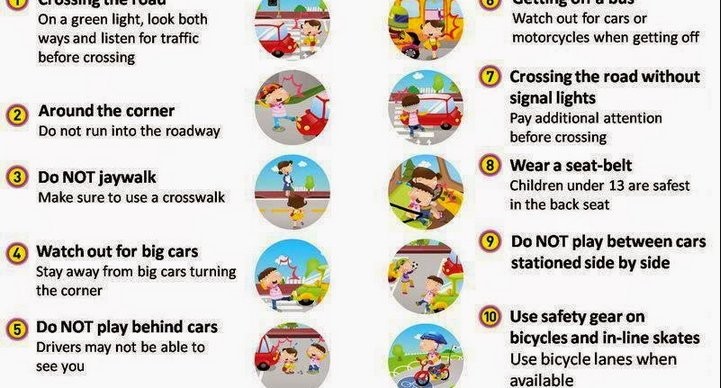 1 Crossing the road
On a green light, look both
ways and listen for traffic
before crossing
2 Around the corner
Do not run into the roadway
3 Do NOT jaywalk
Make sure to use a crosswalk
4 Watch out for big cars
Stay away from big cars turning
the corner
5 Do NOT play behind cars
Drivers may not be able to
see you
6 Getting off a bus
Watch out for cars or
motorcycles when getting off
7 Crossing the road without
signal lights
Pay additional attention
before crossing
8 Wear a seat-belt
Children under 13 are safest
in the back seat
9 Do NOT play between cars
stationed side by side
10 Use safety gear on
bicycles and in-line skates
Use bicycle lanes when
available